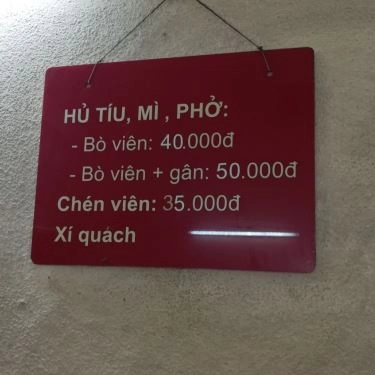 HỦ TÍU, MÌ , PHỞ:
- Bò viên: 40.000đ
- Bò viên + gân: 50.000đ
Chén viên: 35.000đ
Xí quách